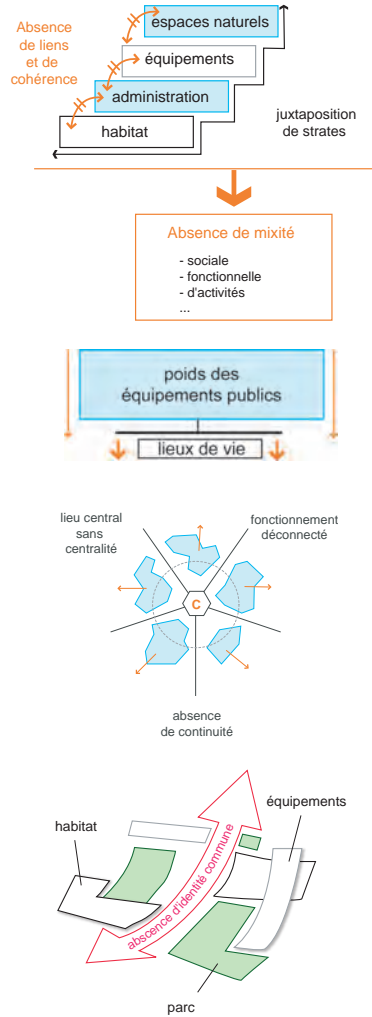 Absence
de liens
et de
cohérence
espaces naturels
équipements
administration
habitat
juxtaposition
de strates
Absence de mixité
- sociale
- fonctionnelle
- d'activités
...
poids des
équipements publics
lieux de vie
lieu central
sans
centralité
fonctionnement
déconnecté
C
absence
de continuité
équipements
habitat
abscence d'identité commune
parc